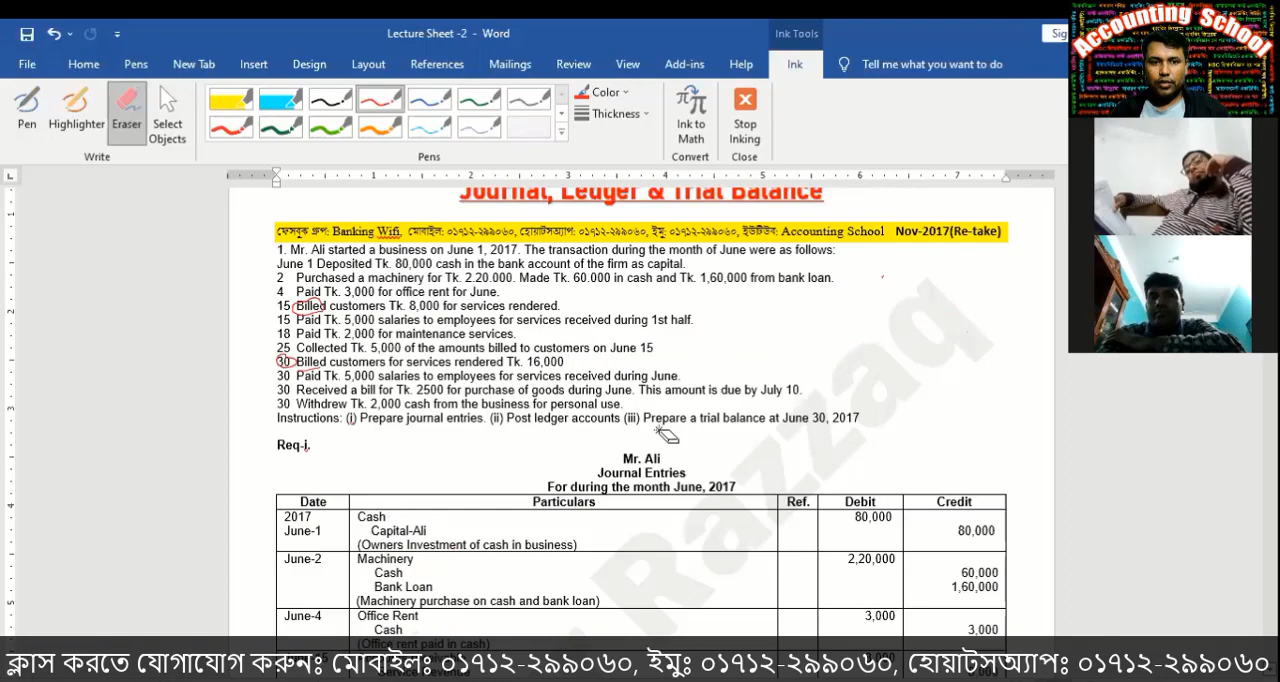 Lecture Sheet -2 - Word
Ink Tools
File
Home
Pens
New Tab
Insert
Design
Layout
References
Mailings
Review
View
Add-ins
Help
Ink
Tell me what you want to do
Pen
Highlighter
Eraser
Select
Objects
Color
Thickness
Ink to
Math
Stop
Inking
Write
Pens
Convert
Close
Accounting School
Journal, Ledger & Trial Balance
ফেসবুক গ্রুপ: Banking Wifi, মোবাইল: ০১৭১২-২৯৯০৬০, হোয়াটসঅ্যাপ: ০১৭১২-২৯৯০৬০, ইমু: ০১৭১২-২৯৯০৬০, ইউটিউব: Accounting School Nov-2017(Re-take)
1. Mr. Ali started a business on June 1, 2017. The transaction during the month of June were as follows:
June 1 Deposited Tk. 80,000 cash in the bank account of the firm as capital.
2 Purchased a machinery for Tk. 2.20.000. Made Tk. 60.000 in cash and Tk. 1,60,000 from bank loan.
4 Paid Tk. 3,000 for office rent for June.
15 Billed customers Tk. 8,000 for services rendered.
15 Paid Tk. 5,000 salaries to employees for services received during 1st half.
18 Paid Tk. 2,000 for maintenance services.
25 Collected Tk. 5,000 of the amounts billed to customers on June 15
30 Billed customers for services rendered Tk. 16,000
30 Paid Tk. 5,000 salaries to employees for services received during June.
30 Received a bill for Tk. 2500 for purchase of goods during June. This amount is due by July 10.
30 Withdrew Tk. 2,000 cash from the business for personal use.
Instructions: (i) Prepare journal entries. (ii) Post ledger accounts (iii) Prepare a trial balance at June 30, 2017
Req-i.
Mr. Ali
Journal Entries
For during the month June, 2017
Date Particulars Ref. Debit Credit
2017 Cash 80,000
June-1 Capital-Ali 80,000
(Owners Investment of cash in business)
June-2 Machinery 2,20,000
Cash 60,000
Bank Loan 1,60,000
(Machinery purchase on cash and bank loan)
June-4 Office Rent 3,000
Cash 3,000
(Office rent paid in cash)
Razzaq
ক্লাস করতে যোগাযোগ করুনঃ মোবাইলঃ ০১৭১২-২৯৯০৬০, ইমুঃ ০১৭১২-২৯৯০৬০, হোয়াটসঅ্যাপঃ ০১৭১২-২৯৯০৬০